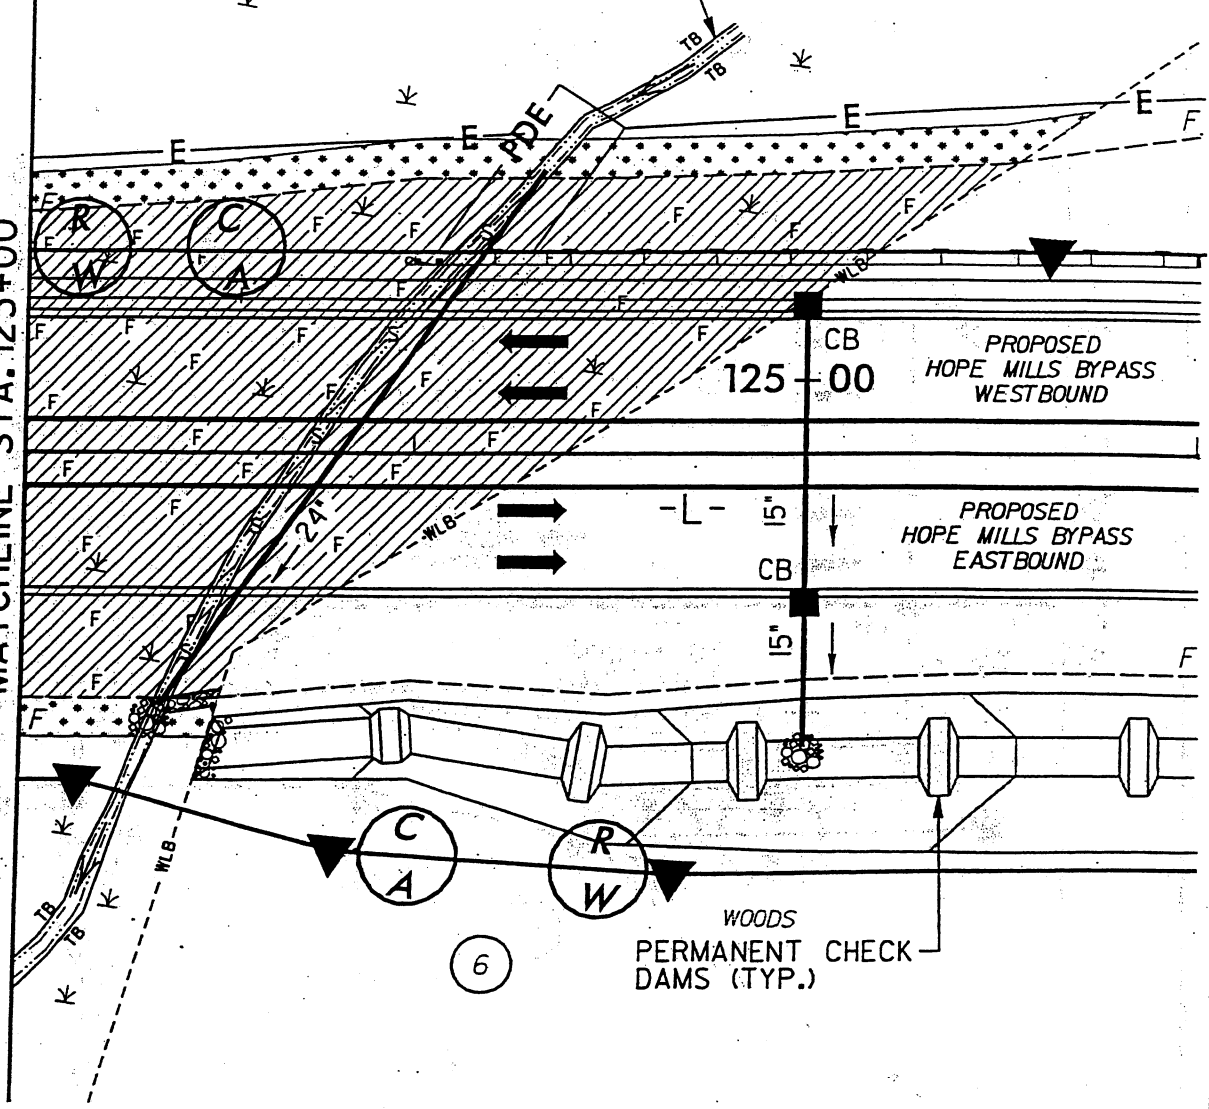 TB
TB
PDE
E
E
E
E
F
F
R
W
C
A
F
F
F
F
F
F
F
F
WLB
CB
125+00
PROPOSED
HOPE MILLS BYPASS
WESTBOUND
F
F
F
F
F
F
F
F
F
F
F
F
F
F
24"
WLB
-L-
15"
PROPOSED
HOPE MILLS BYPASS
EASTBOUND
CB
15"
F
F
F
F
F
F
MATCHLINE STA. 123+00
WLB
C
A
R
W
TB
TB
6
WOODS
PERMANENT CHECK
DAMS (TYP.)